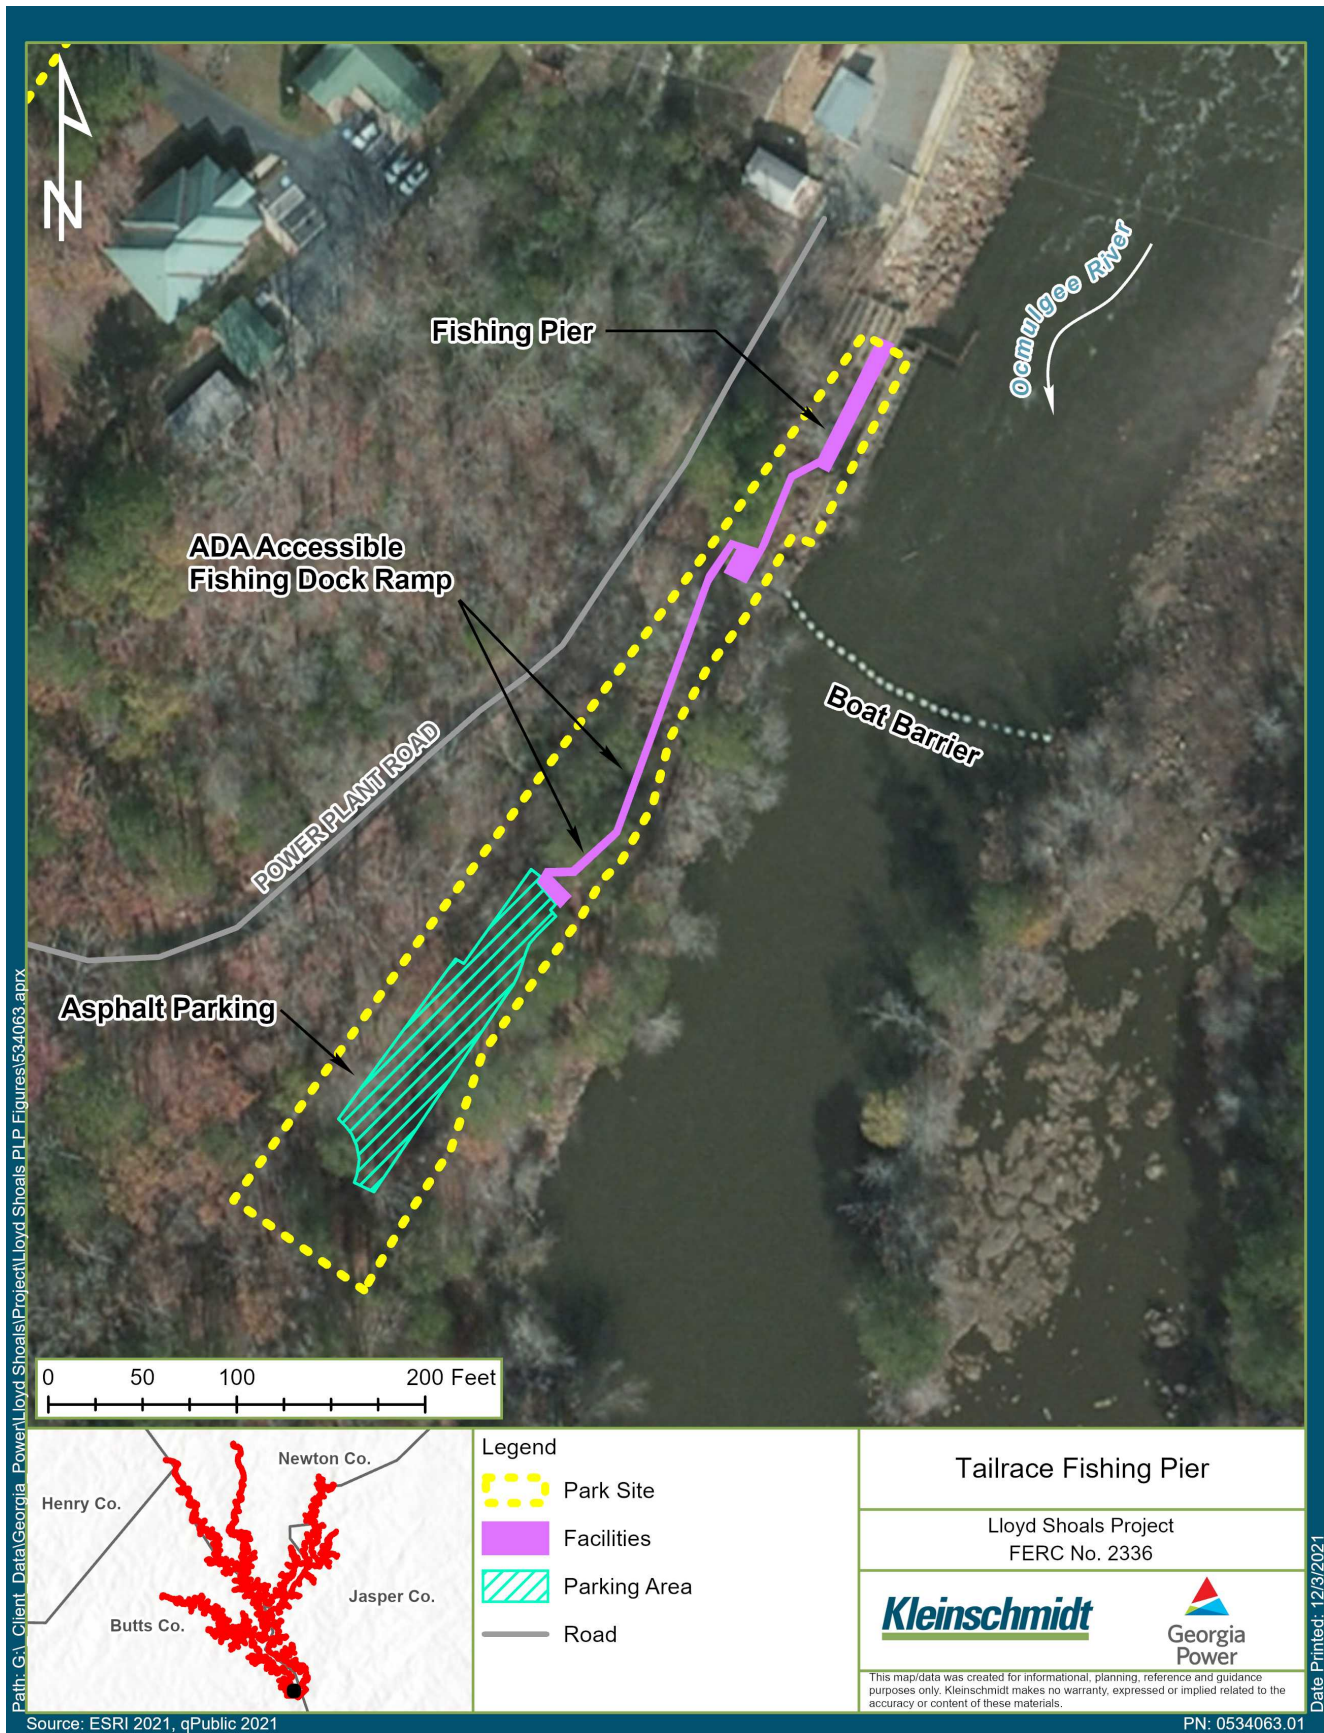 N
Ocmulgee River
Fishing Pier
ADA Accessible
Fishing Dock Ramp
Boat Barrier
POWER PLANT ROAD
Asphalt Parking
0 50 100 200 Feet
Henry Co.
Newton Co.
Jasper Co.
Butts Co.
Legend
Park Site
Facilities
Parking Area
Road
Tailrace Fishing Pier
Lloyd Shoals Project
FERC No. 2336
Kleinschmidt
Georgia
Power
This map/data was created for informational, planning, reference and guidance
purposes only. Kleinschmidt makes no warranty, expressed or implied related to the
accuracy or content of these materials.
Path: G:\_Client_Data\Georgia_Power\Lloyd Shoals\Project\Lloyd Shoals PLP Figures\534063.aprx
Date Printed: 12/3/2021
Source: ESRI 2021, qPublic 2021
PN: 0534063.01